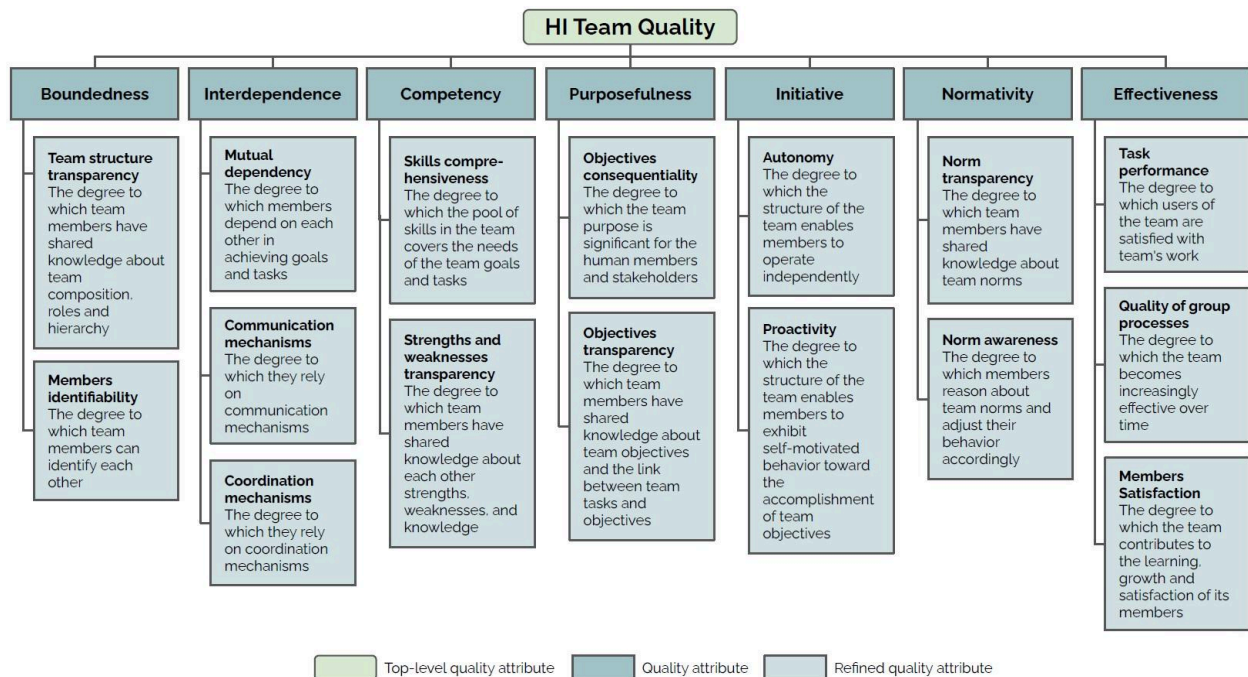 HI Team Quality
Boundedness
Team structure
transparency
The degree to
which team
members have
shared
knowledge about
team
composition,
roles and
hierarchy
Members
identifiability
The degree to
which team
members can
identify each
other
Interdependence
Mutual
dependency
The degree to
which members
depend on each
other in
achieving goals
and tasks
Communication
mechanisms
The degree to
which they rely
on
communication
mechanisms
Coordination
mechanisms
The degree to
which they rely
on coordination
mechanisms
Competency
Skills compre-
hensiveness
The degree to
which the pool of
skills in the team
covers the needs
of the team goals
and tasks
Strengths and
weaknesses
transparency
The degree to
which team
members have
shared
knowledge about
each other
strengths,
weaknesses, and
knowledge
Purposefulness
Objectives
consequentiality
The degree to
which the team
purpose is
significant for the
human members
and stakeholders
Objectives
transparency
The degree to
which team
members have
shared
knowledge about
team objectives
and the link
between team
tasks and
objectives
Initiative
Autonomy
The degree to
which the
structure of the
team enables
members to
operate
independently
Proactivity
The degree to
which the
structure of the
team enables
members to
exhibit
self-motivated
behavior toward
the
accomplishment
of team
objectives
Normativity
Norm
transparency
The degree to
which team
members have
shared
knowledge about
team norms
Norm awareness
The degree to
which members
reason about
team norms and
adjust their
behavior
accordingly
Effectiveness
Task
performance
The degree to
which users of
the team are
satisfied with
team's work
Quality of group
processes
The degree to
which the team
becomes
increasingly
effective over
time
Members
Satisfaction
The degree to
which the team
contributes to
the learning,
growth and
satisfaction of its
members
Top-level quality attribute
Quality attribute
Refined quality attribute